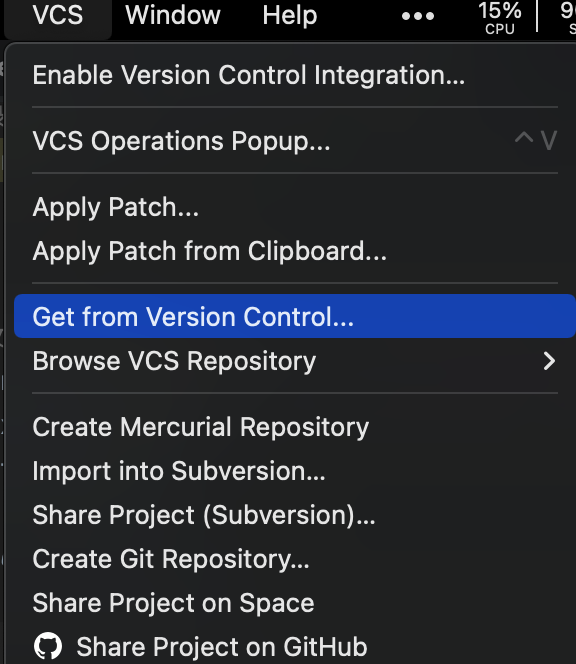 VCS Window Help ••• 15%
CPU
Enable Version Control Integration...
VCS Operations Popup... ^V
Apply Patch...
Apply Patch from Clipboard...
Get from Version Control...
Browse VCS Repository >
Create Mercurial Repository
Import into Subversion...
Share Project (Subversion)...
Create Git Repository...
Share Project on Space
Share Project on GitHub